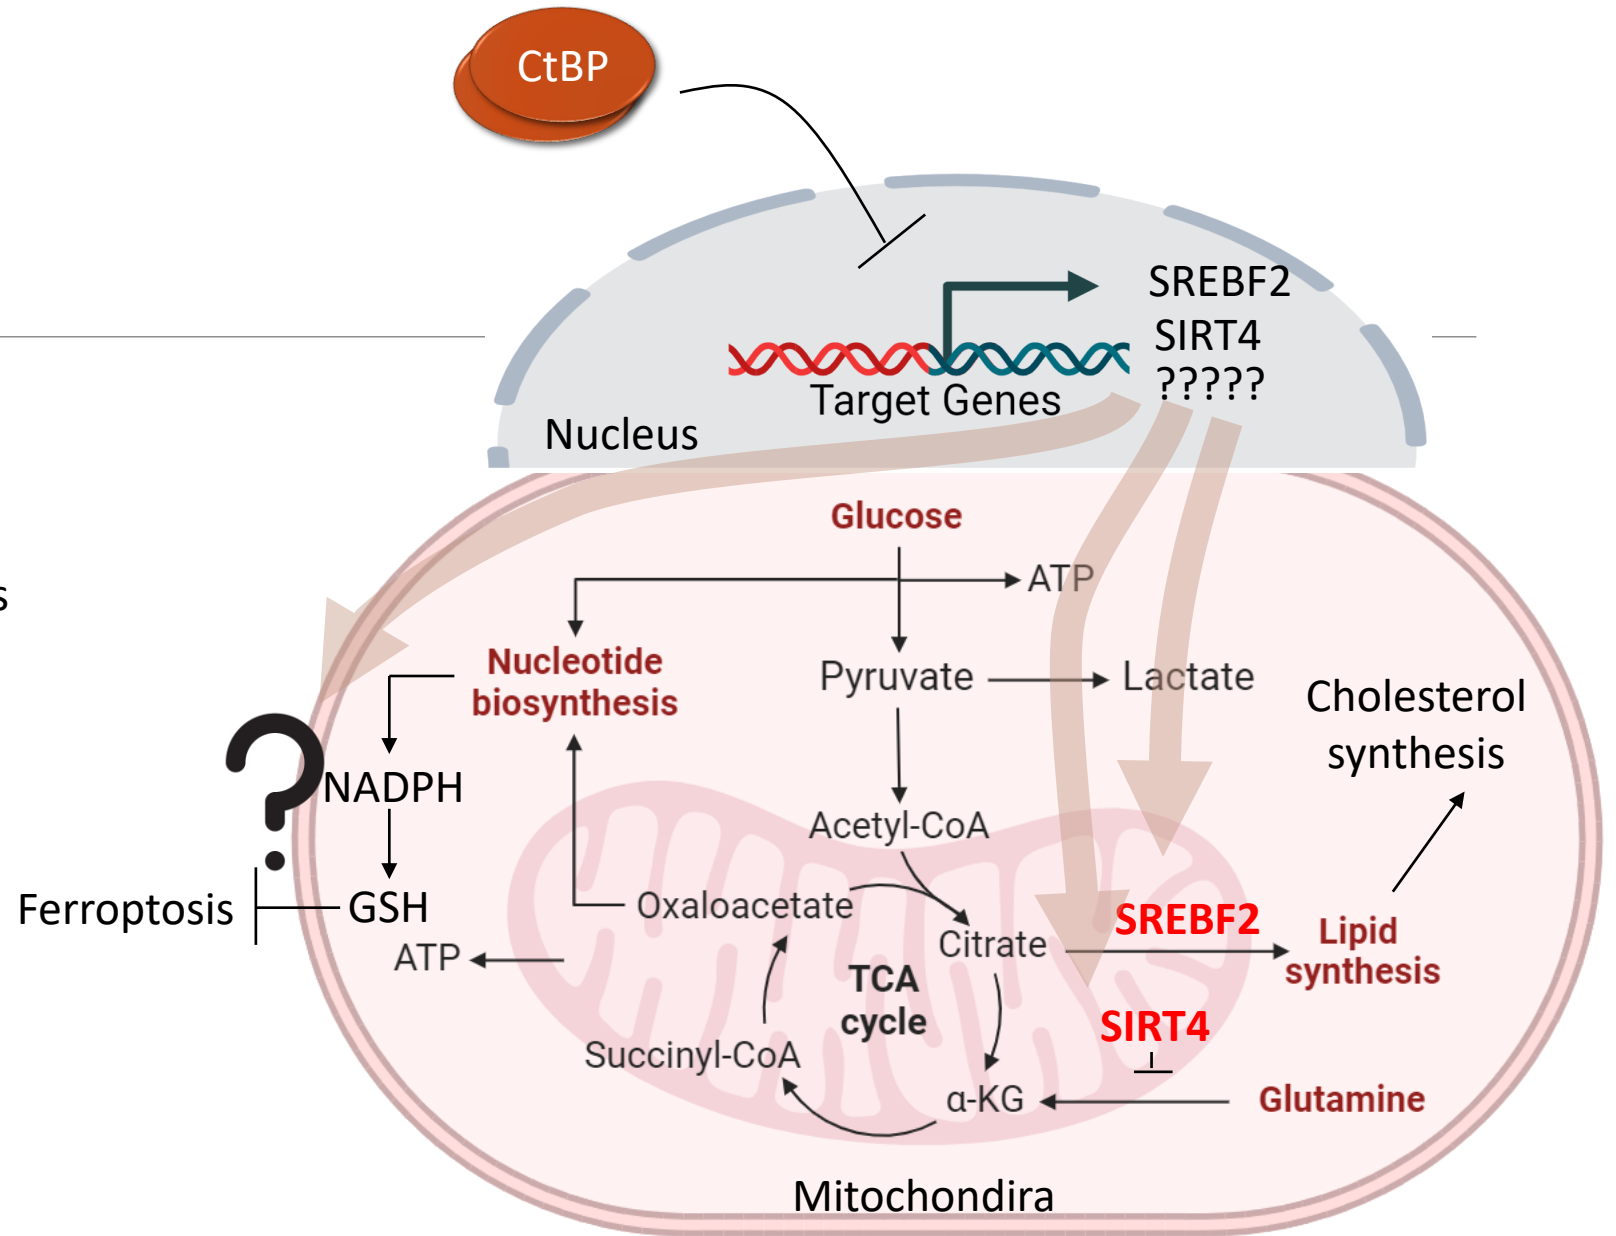 CtBP
SREBF2
SIRT4
?????
Target Genes
Nucleus
Glucose
ATP
s
Nucleotide
biosynthesis
Pyruvate
Lactate
Cholesterol
synthesis
?
NADPH
Acetyl-CoA
Ferroptosis
GSH
Oxaloacetate
SREBF2
Citrate
Lipid
synthesis
ATP
TCA
cycle
SIRT4
Succinyl-CoA
α-KG
Glutamine
Mitochondira